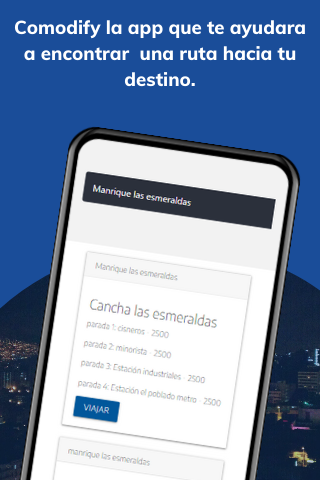 Comodify la app que te ayudara
a encontrar una ruta hacia tu
destino.
Manrique las esmeraldas
Manrique las esmeraldas
Cancha las esmeraldas
parada 1: cisneros - 2500
parada 2: minorista - 2500
parada 3: Estación industriales - 2500
parada 4: Estación el poblado metro - 2500
VIAJAR
manrique las esmeraldas